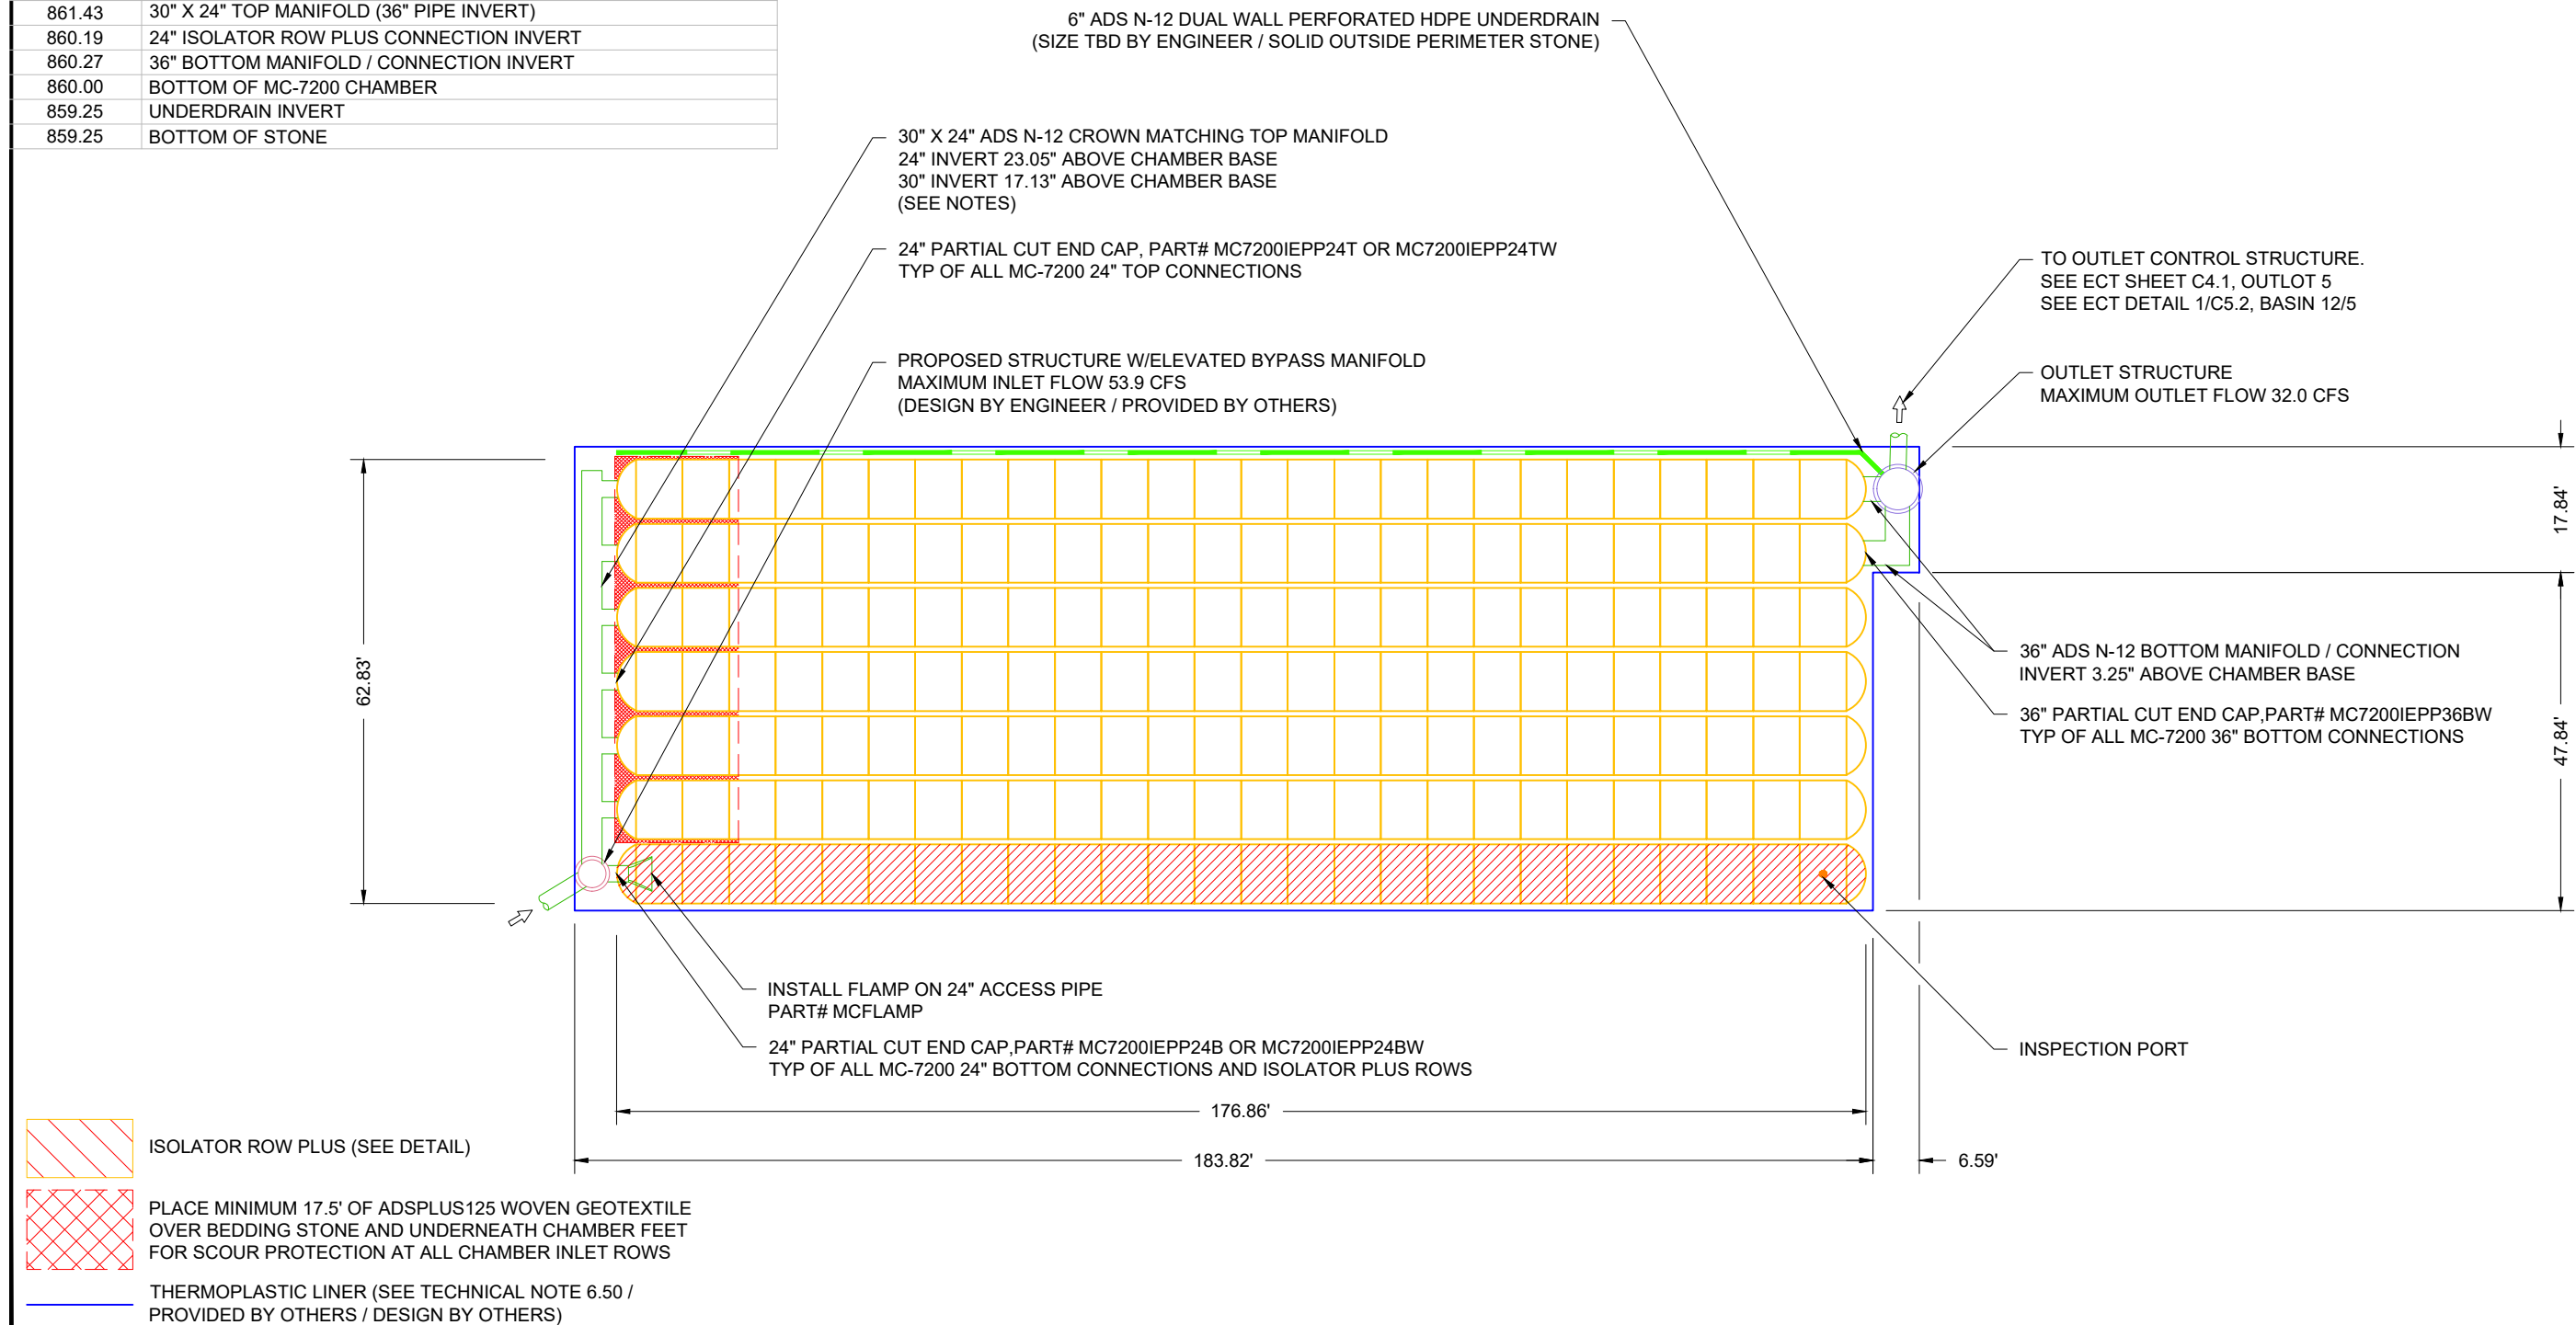 861.43 30" X 24" TOP MANIFOLD (36" PIPE INVERT)
860.19 24" ISOLATOR ROW PLUS CONNECTION INVERT
860.27 36" BOTTOM MANIFOLD / CONNECTION INVERT
860.00 BOTTOM OF MC-7200 CHAMBER
859.25 UNDERDRAIN INVERT
859.25 BOTTOM OF STONE
6" ADS N-12 DUAL WALL PERFORATED HDPE UNDERDRAIN
(SIZE TBD BY ENGINEER / SOLID OUTSIDE PERIMETER STONE)
30" X 24" ADS N-12 CROWN MATCHING TOP MANIFOLD
24" INVERT 23.05" ABOVE CHAMBER BASE
30" INVERT 17.13" ABOVE CHAMBER BASE
(SEE NOTES)
24" PARTIAL CUT END CAP, PART# MC7200IEPP24T OR MC7200IEPP24TW
TYP OF ALL MC-7200 24" TOP CONNECTIONS
PROPOSED STRUCTURE W/ELEVATED BYPASS MANIFOLD
MAXIMUM INLET FLOW 53.9 CFS
(DESIGN BY ENGINEER / PROVIDED BY OTHERS)
TO OUTLET CONTROL STRUCTURE.
SEE ECT SHEET C4.1, OUTLOT 5
SEE ECT DETAIL 1/C5.2, BASIN 12/5
OUTLET STRUCTURE
MAXIMUM OUTLET FLOW 32.0 CFS
17.84'
62.83'
36" ADS N-12 BOTTOM MANIFOLD / CONNECTION
INVERT 3.25" ABOVE CHAMBER BASE
36" PARTIAL CUT END CAP,PART# MC7200IEPP36BW
TYP OF ALL MC-7200 36" BOTTOM CONNECTIONS
47.84'
INSTALL FLAMP ON 24" ACCESS PIPE
PART# MCFLAMP
24" PARTIAL CUT END CAP,PART# MC7200IEPP24B OR MC7200IEPP24BW
TYP OF ALL MC-7200 24" BOTTOM CONNECTIONS AND ISOLATOR PLUS ROWS
INSPECTION PORT
176.86'
183.82'
6.59'
ISOLATOR ROW PLUS (SEE DETAIL)
PLACE MINIMUM 17.5' OF ADSPLUS125 WOVEN GEOTEXTILE
OVER BEDDING STONE AND UNDERNEATH CHAMBER FEET
FOR SCOUR PROTECTION AT ALL CHAMBER INLET ROWS
THERMOPLASTIC LINER (SEE TECHNICAL NOTE 6.50 /
PROVIDED BY OTHERS / DESIGN BY OTHERS)